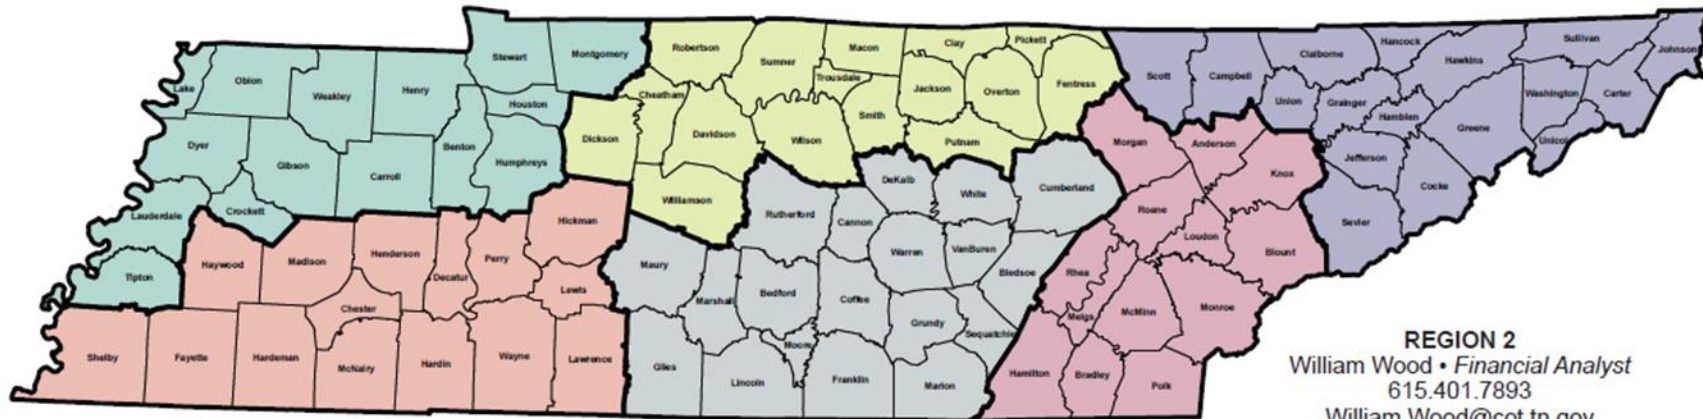 Stewart
Montgomery
Robertson
Sumner
Macon
Clay
Pickett
Scott
Campbell
Claiborne
Hancock
Hawkins
Sullivan
Johnson
Lake
Obion
Weakley
Henry
Houston
Cheatham
Trousdale
Jackson
Overton
Fentress
Union
Grainger
Hamblen
Greene
Washington
Carter
Unicoi
Dyer
Gibson
Carroll
Benton
Humphreys
Dickson
Davidson
Wilson
Smith
Putnam
Morgan
Anderson
Knox
Jefferson
Cocke
Sevier
Lauderdale
Crockett
Hickman
Williamson
Rutherford
Cannon
DeKalb
White
Cumberland
Roane
Loudon
Blount
Tipton
Haywood
Madison
Henderson
Decatur
Perry
Lewis
Maury
Marshall
Bedford
Coffee
Warren
VanBuren
Bledsoe
Rhea
Meigs
McMinn
Monroe
Chester
Shelby
Fayette
Hardeman
McNairy
Hardin
Wayne
Lawrence
Giles
Lincoln
Moore
Franklin
Grundy
Sequatchie
Marion
Hamilton
Bradley
Polk
REGION 2
William Wood • Financial Analyst
615.401.7893
William.Wood@cot.tn.gov